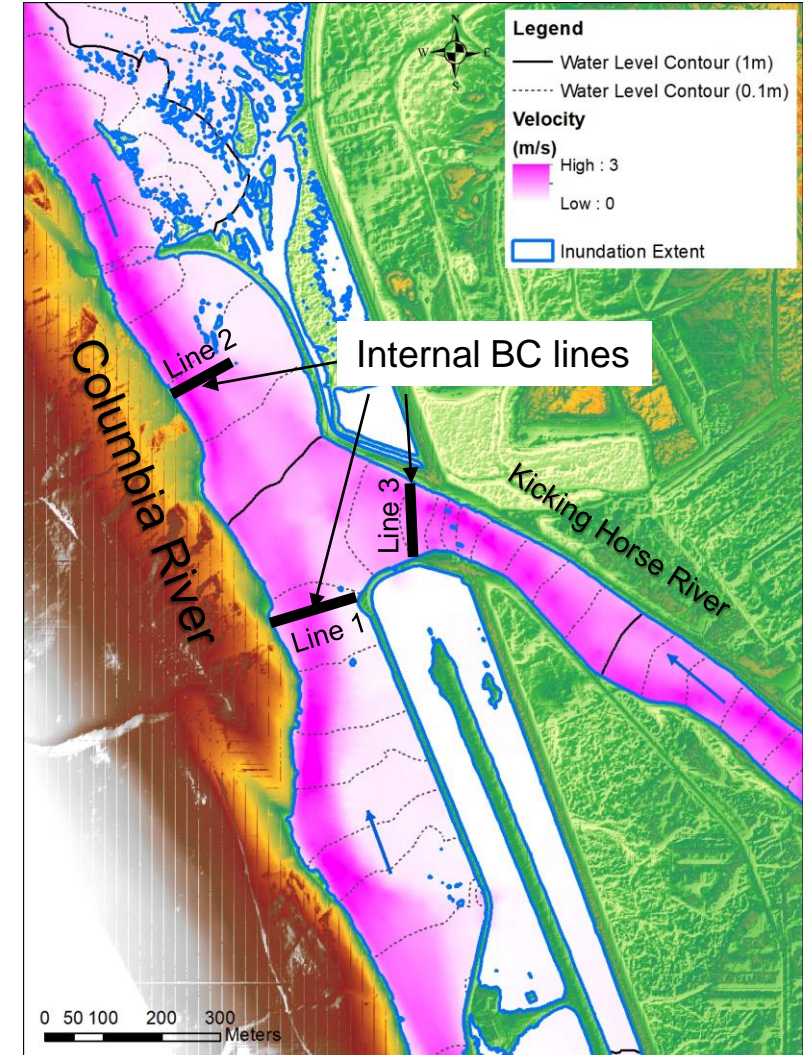 N
W E
S
Legend
Water Level Contour (1m)
Water Level Contour (0.1m)
Velocity
(m/s)
High : 3
Low : 0
Inundation Extent
Line 2
Internal BC lines
Columbia River
Line 3
Kicking Horse River
Line 1
0 50 100 200 300
Meters